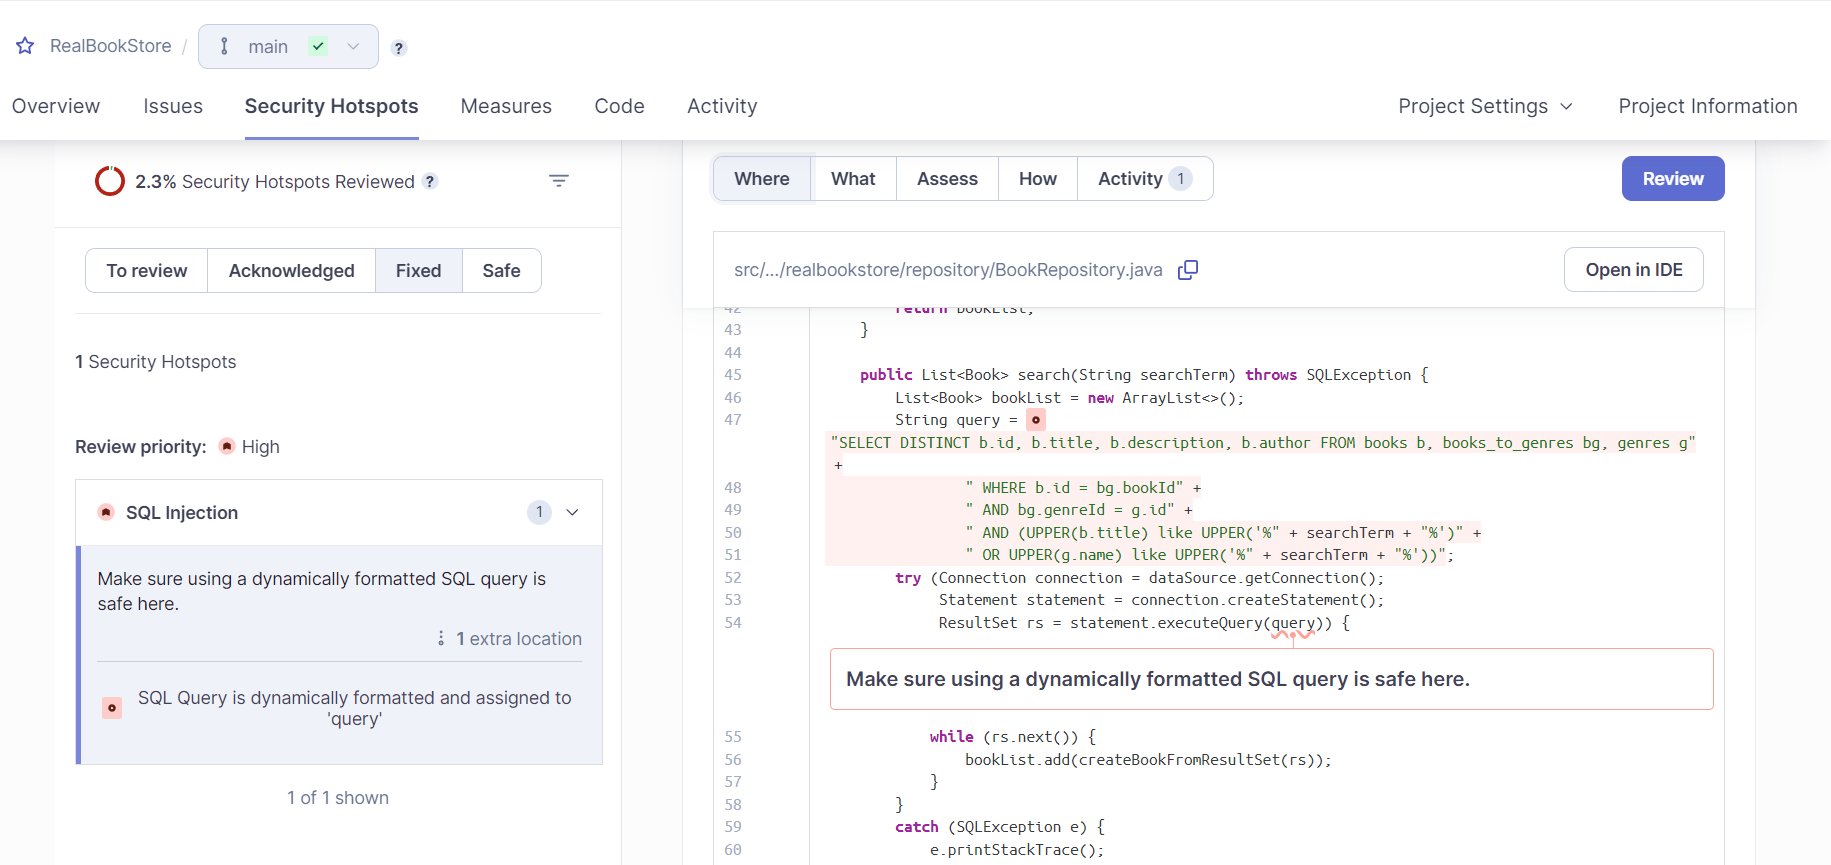 RealBookStore / main ?
Overview Issues Security Hotspots Measures Code Activity Project Settings Project Information
2.3% Security Hotspots Reviewed ?
To review Acknowledged Fixed Safe
1 Security Hotspots
Review priority: High
SQL Injection 1
Make sure using a dynamically formatted SQL query is
safe here.
1 extra location
SQL Query is dynamically formatted and assigned to
'query'
1 of 1 shown
Where What Assess How Activity 1 Review
src/.../realbookstore/repository/BookRepository.java Open in IDE
42 return bookList;
43 }
44
45 public List<Book> search(String searchTerm) throws SQLException {
46 List<Book> bookList = new ArrayList<>();
47 String query =
"SELECT DISTINCT b.id, b.title, b.description, b.author FROM books b, books_to_genres bg, genres g"
+
48 " WHERE b.id = bg.bookId" +
49 " AND bg.genreId = g.id" +
50 " AND (UPPER(b.title) like UPPER('%" + searchTerm + "%')" +
51 " OR UPPER(g.name) like UPPER('%" + searchTerm + "%'))";
52 try (Connection connection = dataSource.getConnection();
53 Statement statement = connection.createStatement();
54 ResultSet rs = statement.executeQuery(query)) {
Make sure using a dynamically formatted SQL query is safe here.
55 while (rs.next()) {
56 bookList.add(createBookFromResultSet(rs));
57 }
58 }
59 catch (SQLException e) {
60 e.printStackTrace();